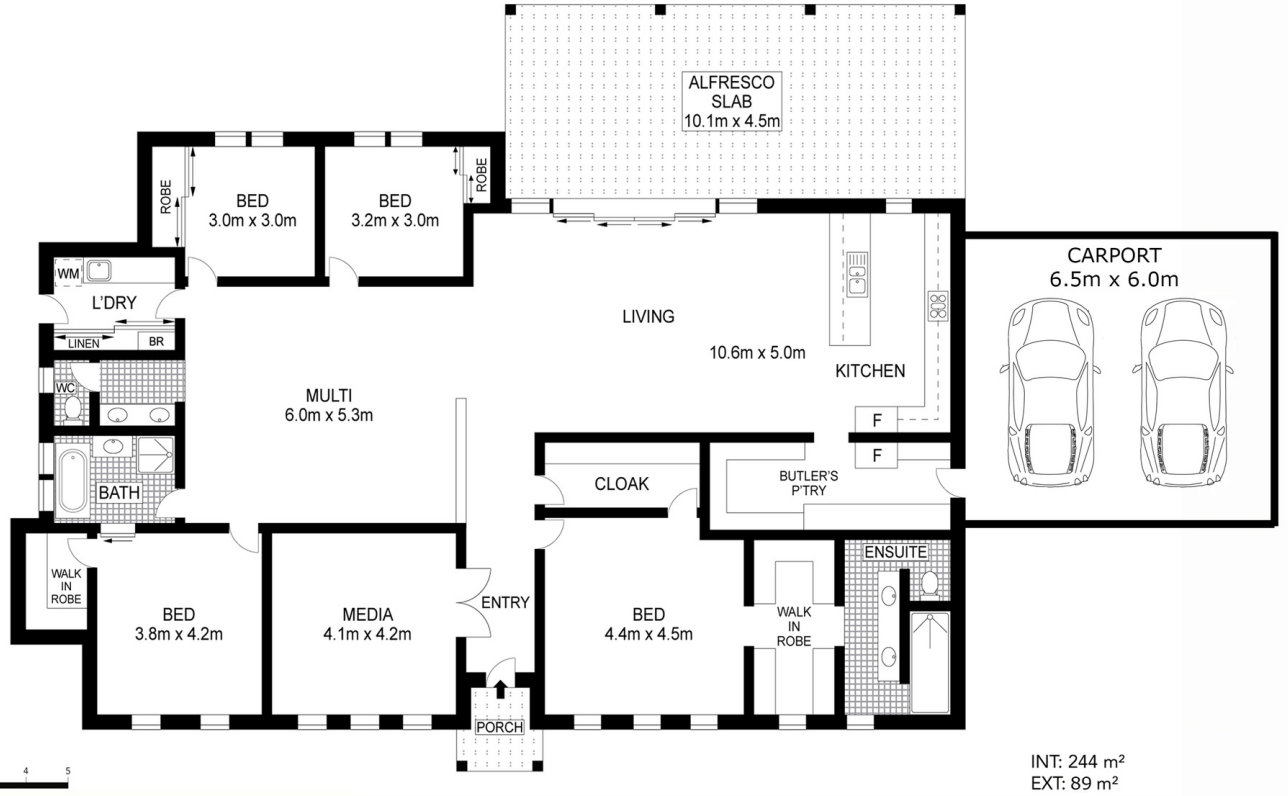 ALFRESCO
SLAB
10.1m x 4.5m
ROBE
BED
3.0m x 3.0m
BED
3.2m x 3.0m
ROBE
WM
L'DRY
LINEN
BR
CARPORT
6.5m x 6.0m
LIVING
10.6m x 5.0m
KITCHEN
F
WC
MULTI
6.0m x 5.3m
BATH
CLOAK
F
BUTLER'S
P'TRY
WALK
IN
ROBE
BED
3.8m x 4.2m
MEDIA
4.1m x 4.2m
ENTRY
BED
4.4m x 4.5m
WALK
IN
ROBE
ENSUITE
PORCH
4 5
INT: 244 m²
EXT: 89 m²